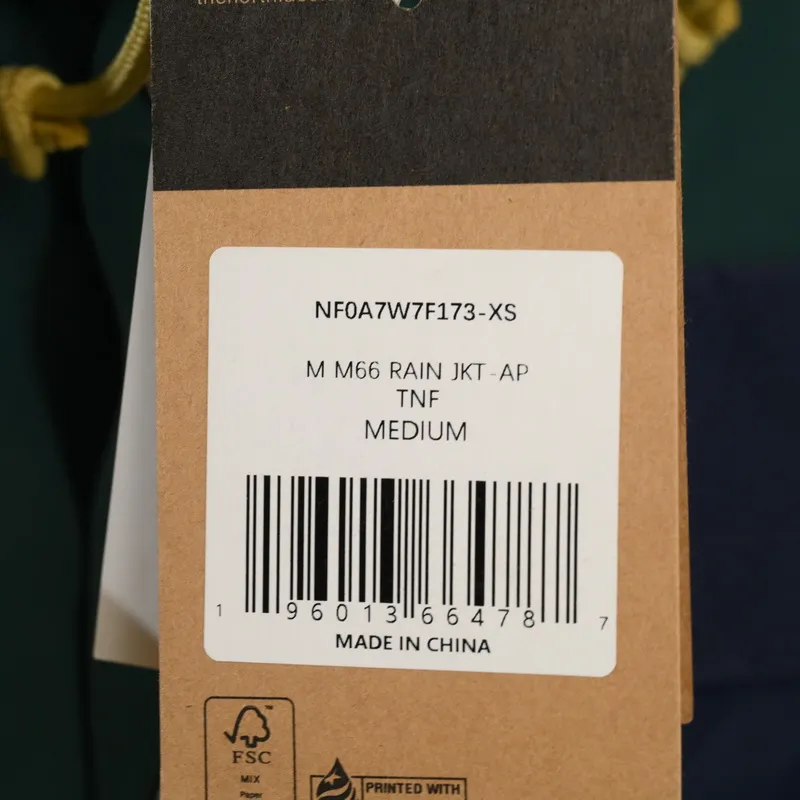 NF0A7W7F173-XS
M M66 RAIN JKT-AP
TNF
MEDIUM
1 96013 66478 7
MADE IN CHINA
FSC
MIX
Paper
PRINTED WITH